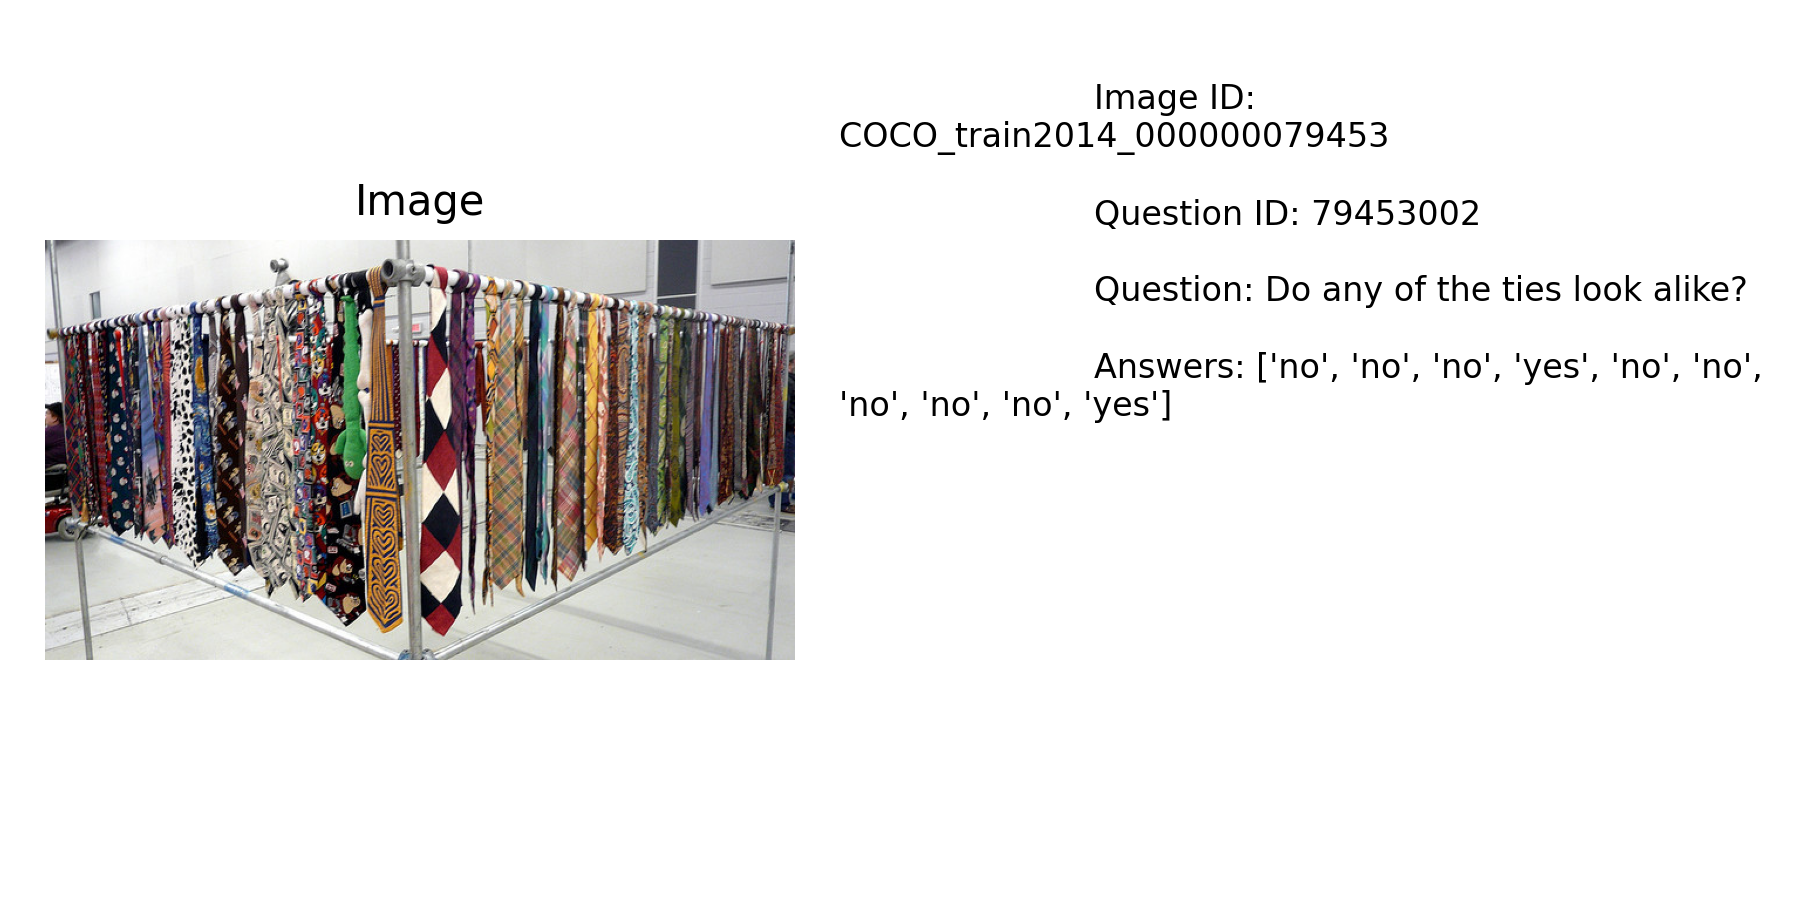 Image
Image ID:
COCO_train2014_000000079453
Question ID: 79453002
Question: Do any of the ties look alike?
Answers: ['no', 'no', 'no', 'yes', 'no', 'no',
'no', 'no', 'no', 'yes']